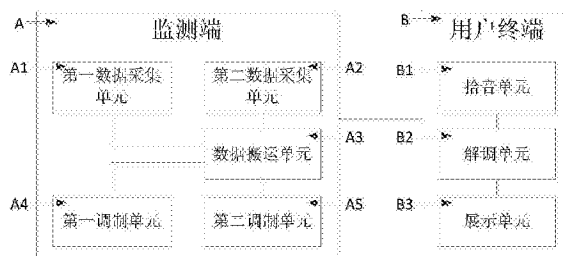 A
监测端
B
用户终端
A1
第一数据采集
单元
第二数据采集
单元
A2
B1
拾音单元
数据搬运单元
A3
B2
解调单元
A4
第一调制单元
第二调制单元
A5
B3
展示单元